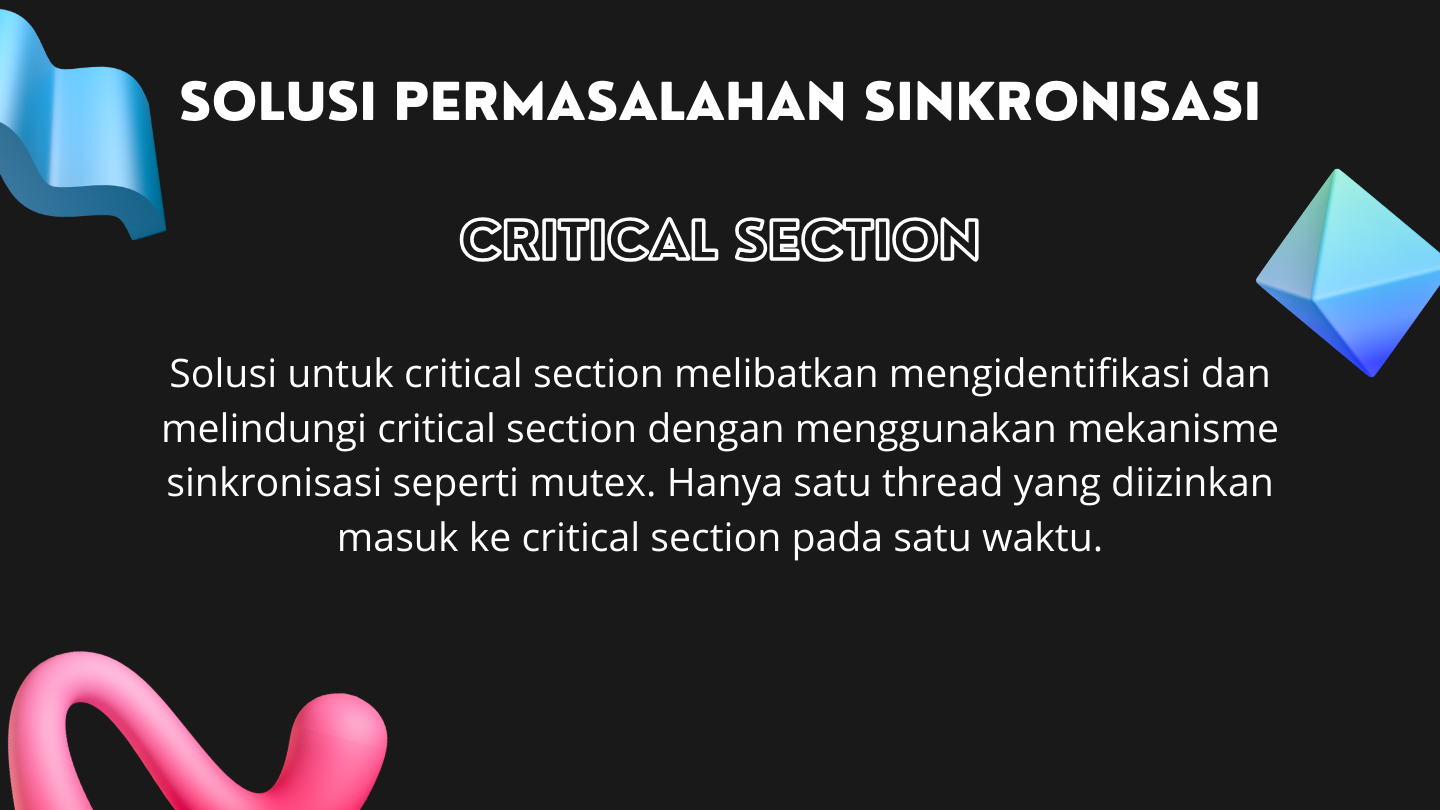 SOLUSI PERMASALAHAN SINKRONISASI
CRITICAL SECTION
Solusi untuk critical section melibatkan mengidentifikasi dan
melindungi critical section dengan menggunakan mekanisme
sinkronisasi seperti mutex. Hanya satu thread yang diizinkan
masuk ke critical section pada satu waktu.